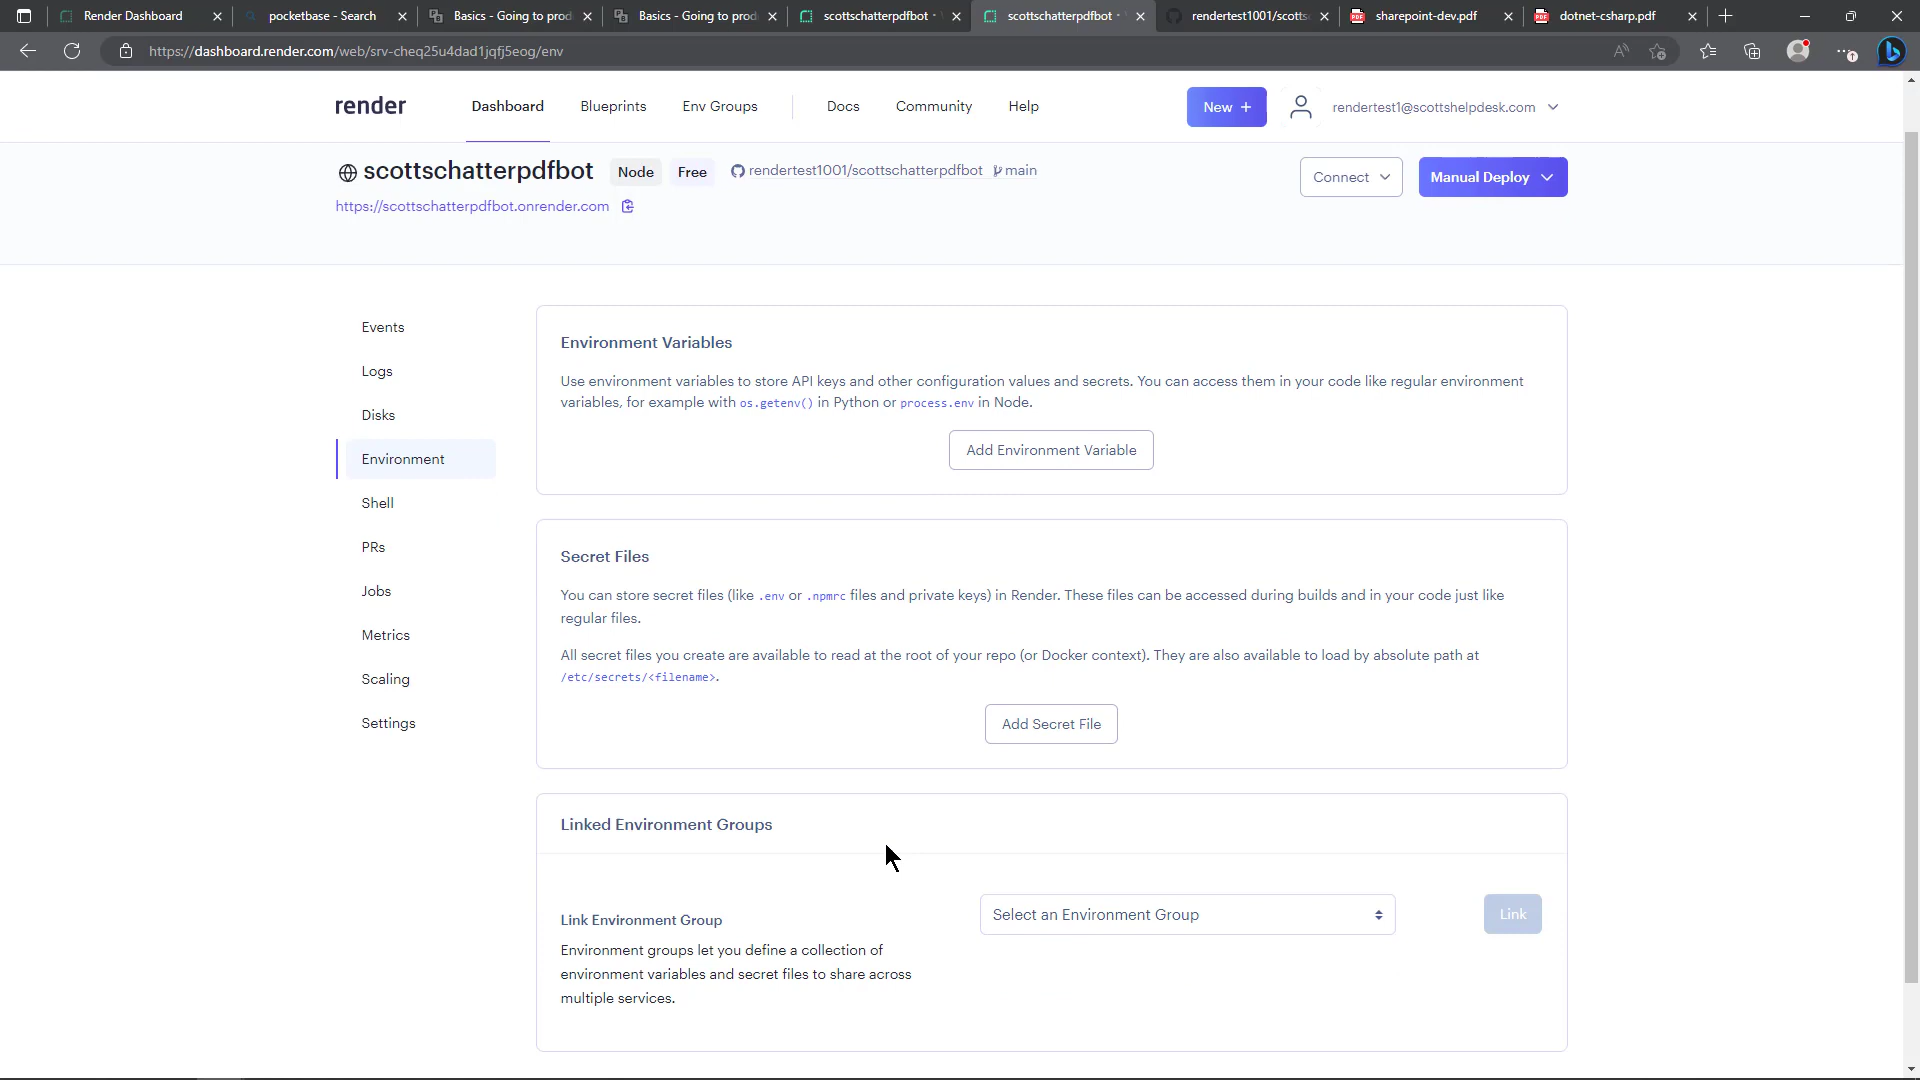 Render Dashboard
pocketbase - Search
Basics - Going to prod
Basics - Going to prod
scottschatterpdfbot ·
scottschatterpdfbot ·
rendertest1001/scotts
sharepoint-dev.pdf
dotnet-csharp.pdf
https://dashboard.render.com/web/srv-cheq25u4dad1jqfj5eog/env
render
Dashboard
Blueprints
Env Groups
Docs
Community
Help
New +
rendertest1@scottshelpdesk.com
scottschatterpdfbot
Node
Free
rendertest1001/scottschatterpdfbot
main
Connect
Manual Deploy
https://scottschatterpdfbot.onrender.com
Events
Logs
Disks
Environment
Shell
PRs
Jobs
Metrics
Scaling
Settings
Environment Variables
Use environment variables to store API keys and other configuration values and secrets. You can access them in your code like regular environment
variables, for example with os.getenv() in Python or process.env in Node.
Add Environment Variable
Secret Files
You can store secret files (like .env or .npmrc files and private keys) in Render. These files can be accessed during builds and in your code just like
regular files.
All secret files you create are available to read at the root of your repo (or Docker context). They are also available to load by absolute path at
/etc/secrets/<filename>.
Add Secret File
Linked Environment Groups
Link Environment Group
Environment groups let you define a collection of
environment variables and secret files to share across
multiple services.
Select an Environment Group
Link